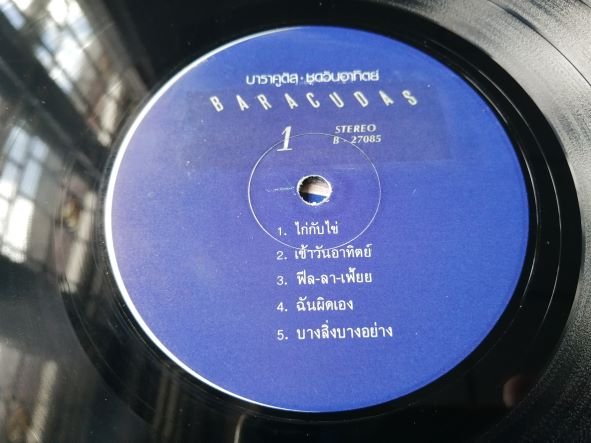 บาราคูดัส · ชุดวันอาทิตย์
BARACUDAS
1
STEREO
B - 27085
1. ไก่กับไข่
2. เช้าวันอาทิตย์
3. ฟีล-ลา-เฟ้ยย
4. ฉันผิดเอง
5. บางสิ่งบางอย่าง